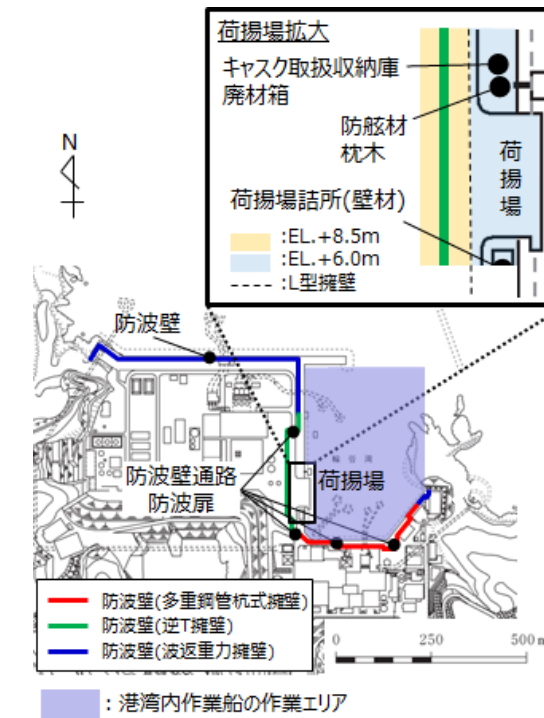 荷揚場拡大
キャスク取扱収納庫
廃材箱
防舷材
枕木
荷揚場
荷揚場詰所(壁材)
:EL.+8.5m
:EL.+6.0m
:L型擁壁
N
防波壁
防波壁通路
防波扉
荷揚場
防波壁(多重鋼管杭式擁壁)
防波壁(逆T擁壁)
防波壁(波返重力擁壁)
0 250 500 m
:港湾内作業船の作業エリア